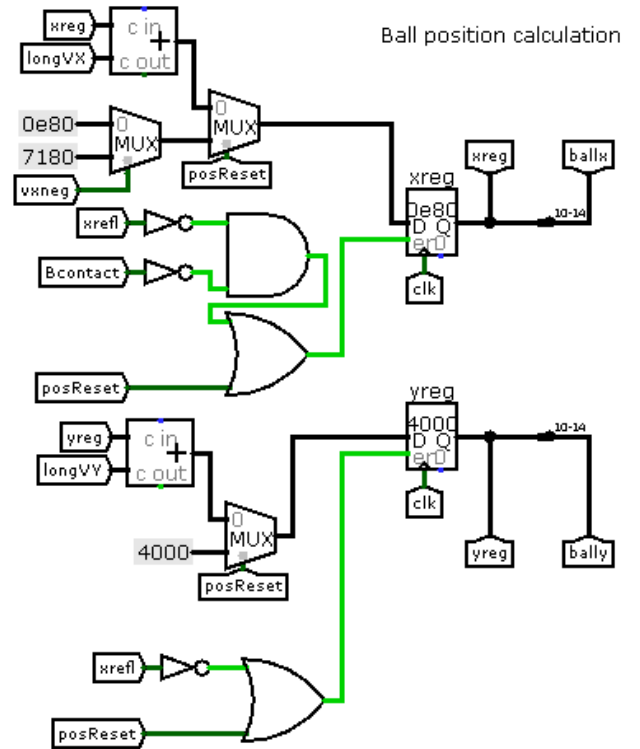 Ball position calculation
xreg
longVX
c in
+
c out
0
MUX
posReset
0e80
7180
0
MUX
vxneg
xreg
ballx
xreg
0e80
D Q
en0
10-14
clk
xrefl
Bcontact
posReset
yreg
longVY
c in
+
c out
0
MUX
4000
posReset
yreg
4000
D Q
en0
10-14
clk
yreg
bally
xrefl
posReset